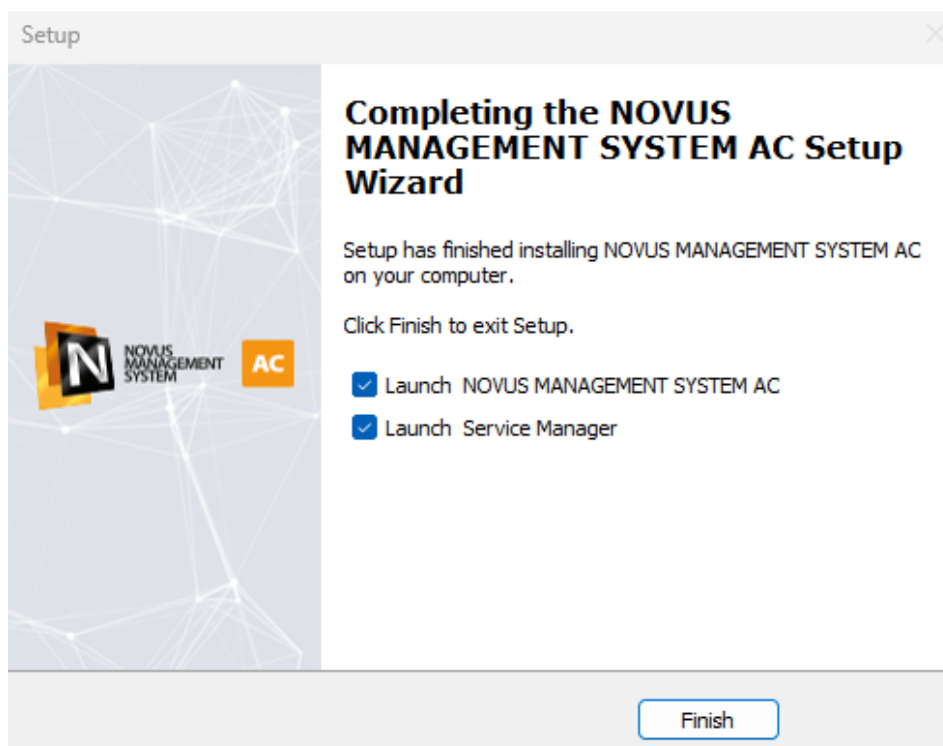 Setup
Completing the NOVUS
MANAGEMENT SYSTEM AC Setup
Wizard
Setup has finished installing NOVUS MANAGEMENT SYSTEM AC
on your computer.
Click Finish to exit Setup.
N
NOVUS
MANAGEMENT
SYSTEM
AC
Launch NOVUS MANAGEMENT SYSTEM AC
Launch Service Manager
Finish